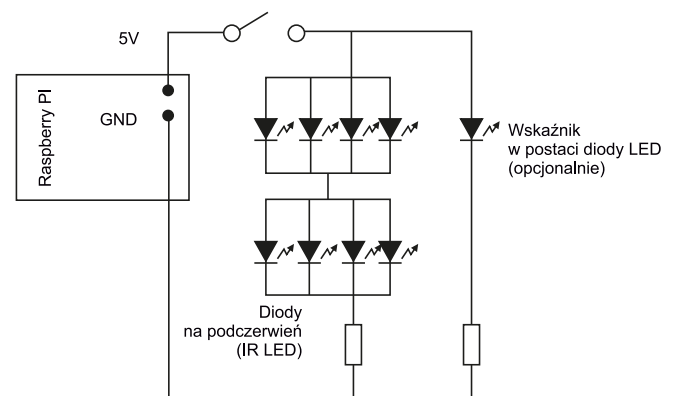 5V
Raspberry PI
GND
Wskaźnik
w postaci diody LED
(opcjonalnie)
Diody
na podczerwień
(IR LED)